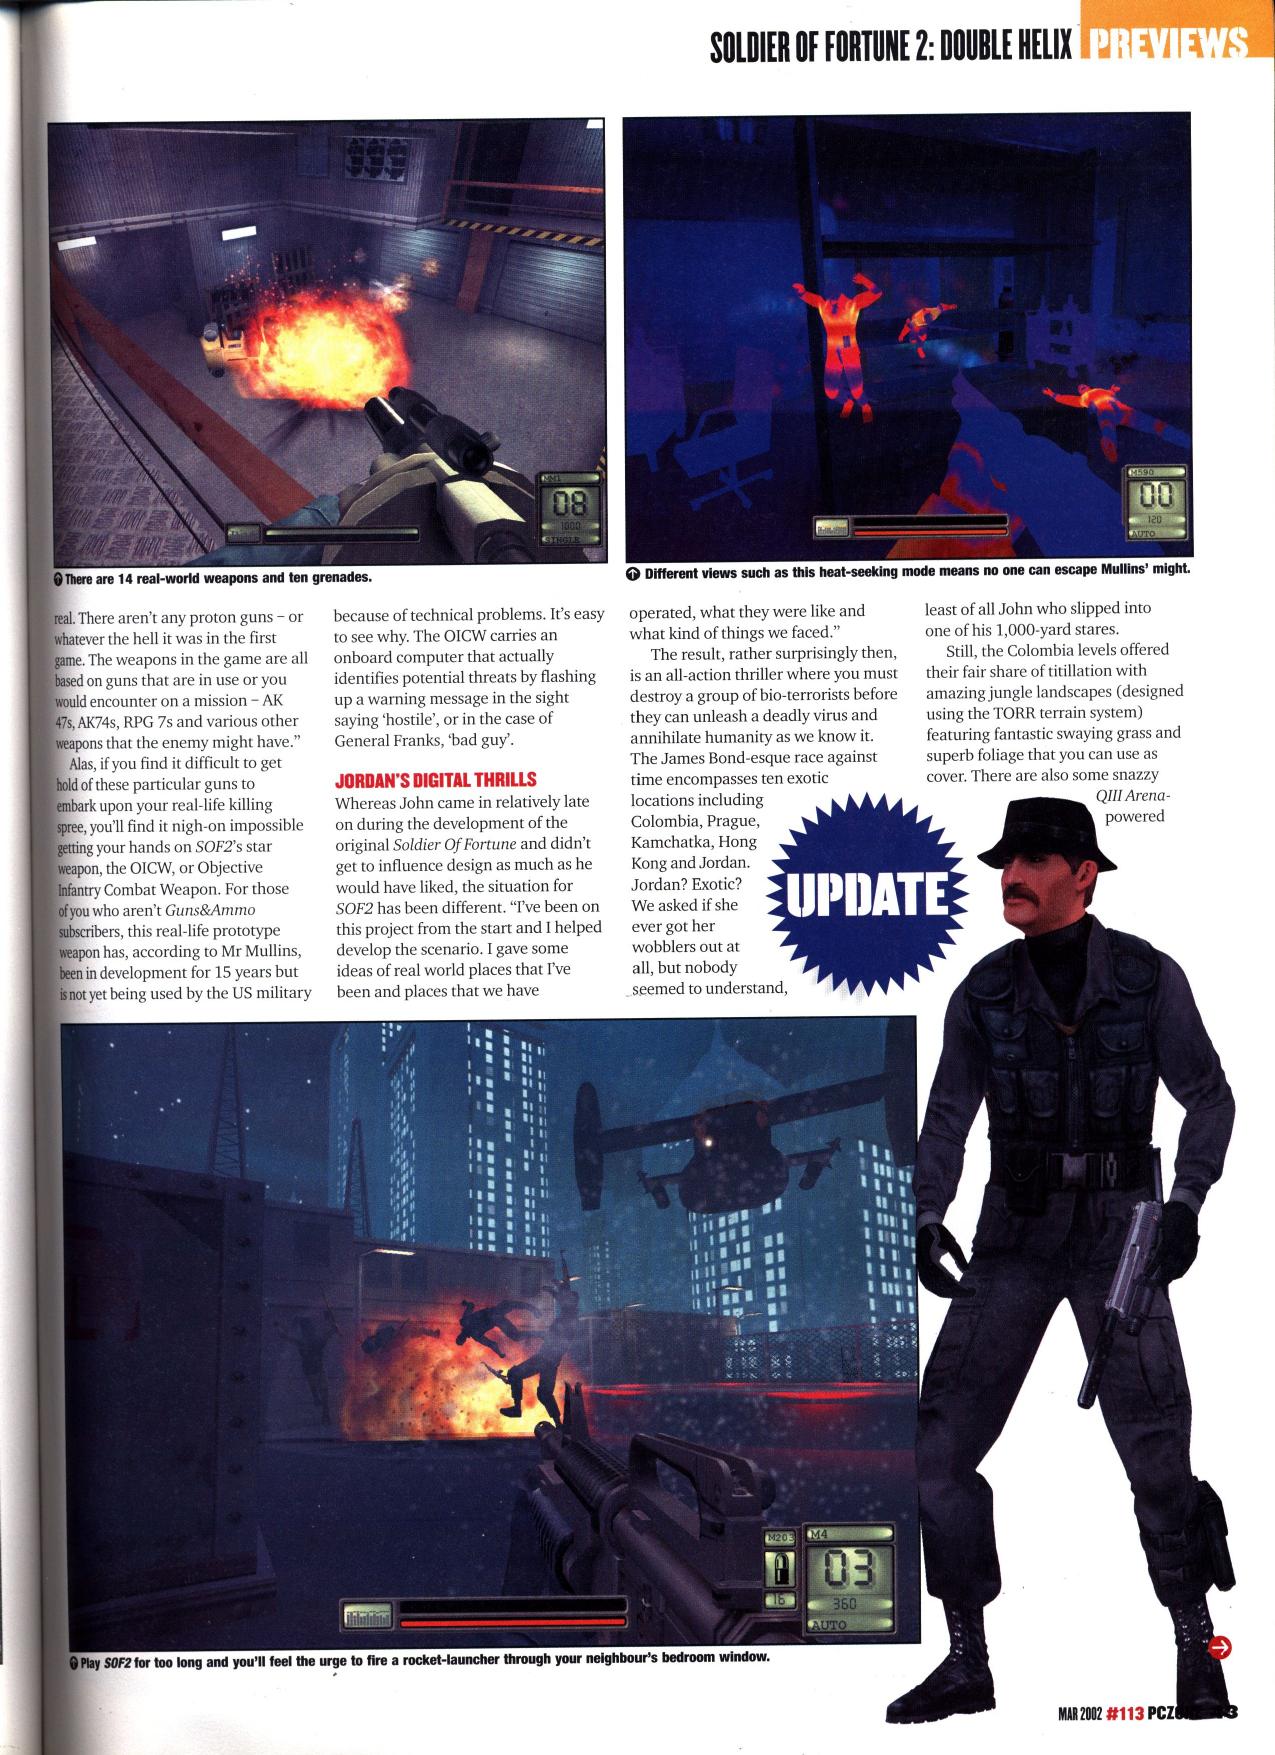 SOLDIER OF FORTUNE 2: DOUBLE HELIX PREVIEWS
MM1
08
1000
SINGLE
M590
00
120
AUTO
There are 14 real-world weapons and ten grenades.
Different views such as this heat-seeking mode means no one can escape Mullins' might.
real. There aren't any proton guns – or
whatever the hell it was in the first
game. The weapons in the game are all
based on guns that are in use or you
would encounter on a mission – AK
47s, AK74s, RPG 7s and various other
weapons that the enemy might have."
Alas, if you find it difficult to get
hold of these particular guns to
embark upon your real-life killing
spree, you'll find it nigh-on impossible
getting your hands on SOF2's star
weapon, the OICW, or Objective
Infantry Combat Weapon. For those
of you who aren't Guns&Ammo
subscribers, this real-life prototype
weapon has, according to Mr Mullins,
been in development for 15 years but
is not yet being used by the US military
because of technical problems. It's easy
to see why. The OICW carries an
onboard computer that actually
identifies potential threats by flashing
up a warning message in the sight
saying 'hostile', or in the case of
General Franks, 'bad guy'.
JORDAN'S DIGITAL THRILLS
Whereas John came in relatively late
on during the development of the
original Soldier Of Fortune and didn't
get to influence design as much as he
would have liked, the situation for
SOF2 has been different. "I've been on
this project from the start and I helped
develop the scenario. I gave some
ideas of real world places that I've
been and places that we have
operated, what they were like and
what kind of things we faced."
The result, rather surprisingly then,
is an all-action thriller where you must
destroy a group of bio-terrorists before
they can unleash a deadly virus and
annihilate humanity as we know it.
The James Bond-esque race against
time encompasses ten exotic
locations including
Colombia, Prague,
Kamchatka, Hong
Kong and Jordan.
Jordan? Exotic?
We asked if she
ever got her
wobblers out at
all, but nobody
seemed to understand,
least of all John who slipped into
one of his 1,000-yard stares.
Still, the Colombia levels offered
their fair share of titillation with
amazing jungle landscapes (designed
using the TORR terrain system)
featuring fantastic swaying grass and
superb foliage that you can use as
cover. There are also some snazzy
QIII Arena-
powered
UPDATE
M203
16
M4
03
360
AUTO
Play SOF2 for too long and you'll feel the urge to fire a rocket-launcher through your neighbour's bedroom window.
MAR 2002 #113